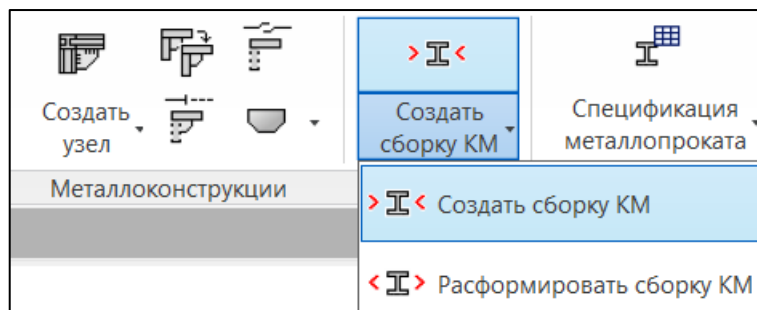 Создать
узел
Создать
сборку КМ
Спецификация
металлопроката
Металлоконструкции
Создать сборку КМ
Расформировать сборку КМ